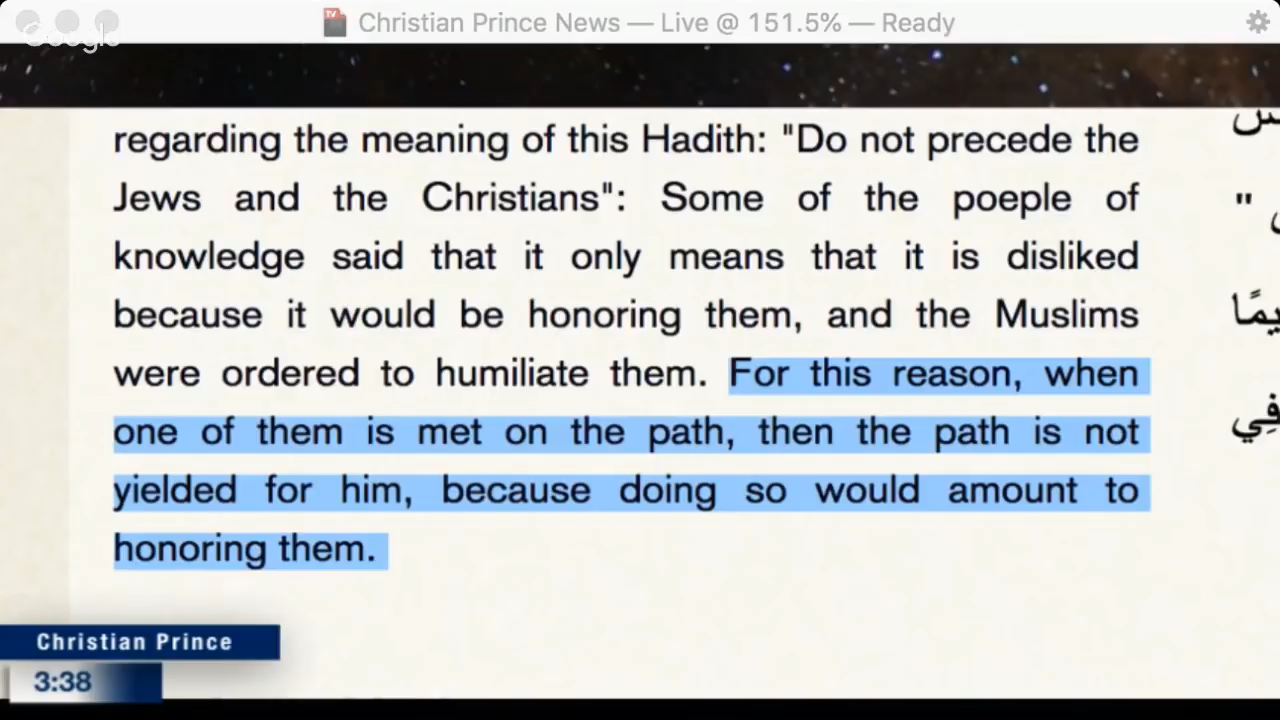 Christian Prince News — Live @ 151.5% — Ready
Google
regarding the meaning of this Hadith: "Do not precede the
Jews and the Christians": Some of the poeple of
knowledge said that it only means that it is disliked
because it would be honoring them, and the Muslims
were ordered to humiliate them. For this reason, when
one of them is met on the path, then the path is not
yielded for him, because doing so would amount to
honoring them.
فِي
Christian Prince
3:38